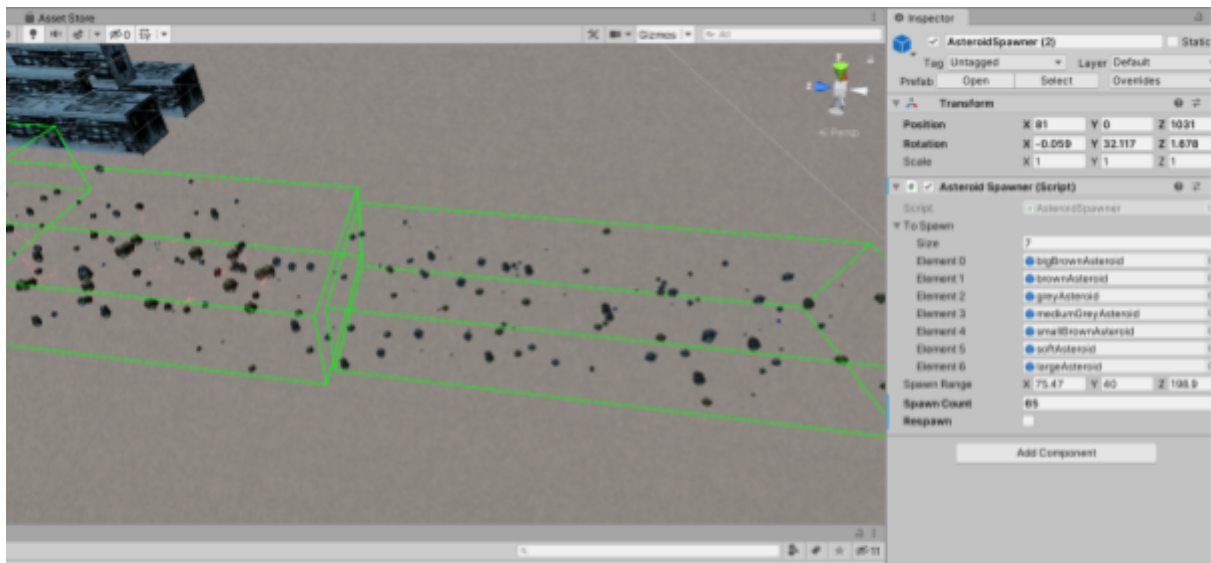 Asset Store
Gizmos
All
Persp
Inspector
AsteroidSpawner (2)
Static
Tag Untagged Layer Default
Prefab Open Select Overrides
Transform
Position X 81 Y 0 Z 1031
Rotation X -0.059 Y 32.117 Z 1.678
Scale X 1 Y 1 Z 1
Asteroid Spawner (Script)
Script AsteroidSpawner
To Spawn
Size 7
Element 0 bigBrownAsteroid
Element 1 brownAsteroid
Element 2 greyAsteroid
Element 3 mediumGreyAsteroid
Element 4 smallBrownAsteroid
Element 5 softAsteroid
Element 6 largeAsteroid
Spawn Range X 75.47 Y 40 Z 198.9
Spawn Count 65
Respawn
Add Component
11